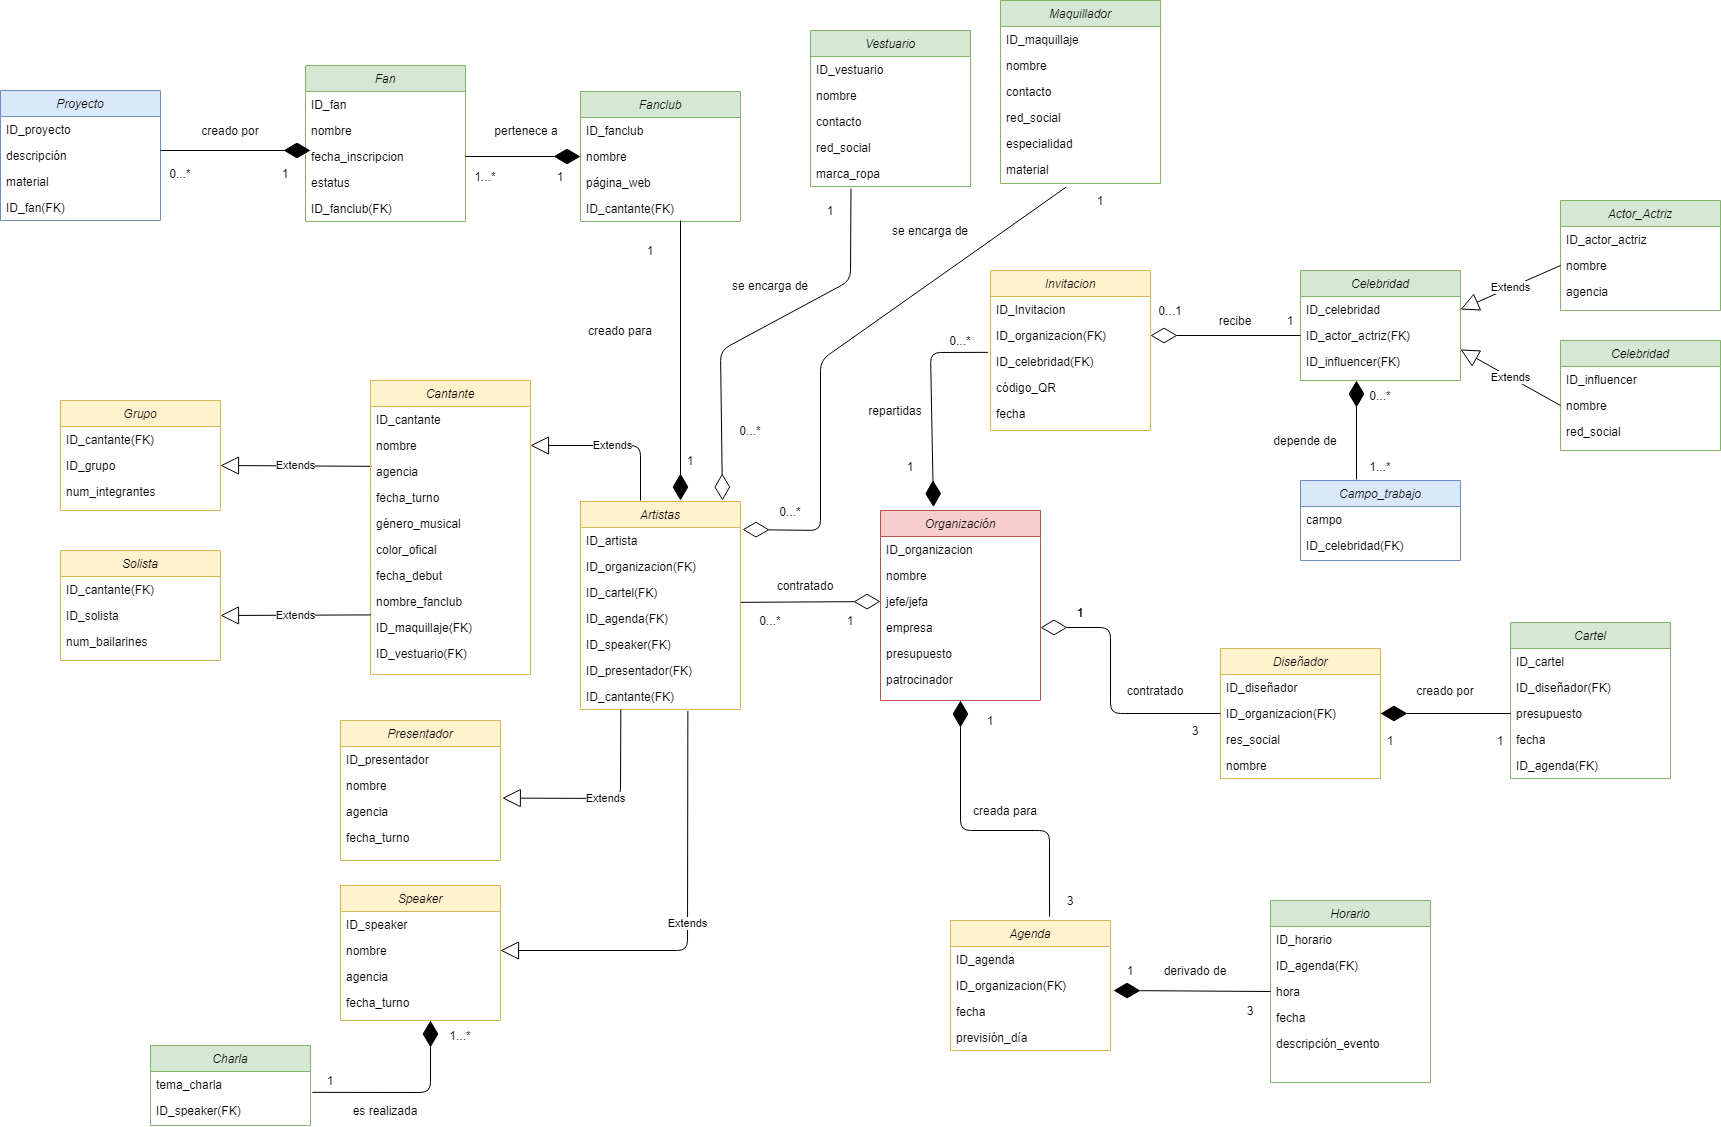 Proyecto
ID_proyecto
descripción
material
ID_fan(FK)
creado por
0...*
1
Fan
ID_fan
nombre
fecha_inscripcion
estatus
ID_fanclub(FK)
pertenece a
1...*
1
Fanclub
ID_fanclub
nombre
página_web
ID_cantante(FK)
1
creado para
1
Vestuario
ID_vestuario
nombre
contacto
red_social
marca_ropa
1
se encarga de
0...*
Maquillador
ID_maquillaje
nombre
contacto
red_social
especialidad
material
1
se encarga de
0...*
Invitacion
ID_Invitacion
ID_organizacion(FK)
ID_celebridad(FK)
código_QR
fecha
0...1
recibe
1
0...*
repartidas
1
Celebridad
ID_celebridad
ID_actor_actriz(FK)
ID_influencer(FK)
Extends
Extends
Actor_Actriz
ID_actor_actriz
nombre
agencia
Celebridad
ID_influencer
nombre
red_social
0...*
depende de
1...*
Campo_trabajo
campo
ID_celebridad(FK)
Grupo
ID_cantante(FK)
ID_grupo
num_integrantes
Extends
Solista
ID_cantante(FK)
ID_solista
num_bailarines
Extends
Cantante
ID_cantante
nombre
agencia
fecha_turno
género_musical
color_ofical
fecha_debut
nombre_fanclub
ID_maquillaje(FK)
ID_vestuario(FK)
Extends
Artistas
ID_artista
ID_organizacion(FK)
ID_cartel(FK)
ID_agenda(FK)
ID_speaker(FK)
ID_presentador(FK)
ID_cantante(FK)
contratado
0...*
1
Organización
ID_organizacion
nombre
jefe/jefa
empresa
presupuesto
patrocinador
1
contratado
3
Diseñador
ID_diseñador
ID_organizacion(FK)
res_social
nombre
creado por
1
1
Cartel
ID_cartel
ID_diseñador(FK)
presupuesto
fecha
ID_agenda(FK)
Presentador
ID_presentador
nombre
agencia
fecha_turno
Extends
Speaker
ID_speaker
nombre
agencia
fecha_turno
Extends
1...*
1
es realizada
Charla
tema_charla
ID_speaker(FK)
1
creada para
3
Agenda
ID_agenda
ID_organizacion(FK)
fecha
previsión_día
1
derivado de
3
Horario
ID_horario
ID_agenda(FK)
hora
fecha
descripción_evento